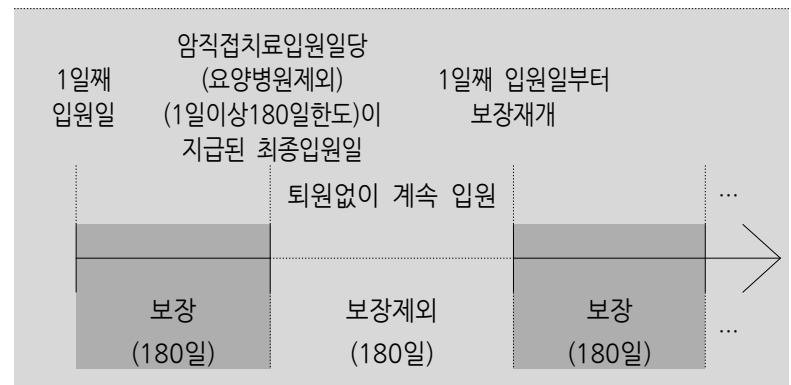 1일째
입원일
암직접치료입원일당
(요양병원제외)
(1일이상180일한도)이
지급된 최종입원일
1일째 입원일부터
보장재개
퇴원없이 계속 입원
...
보장
(180일)
보장제외
(180일)
보장
(180일)
...